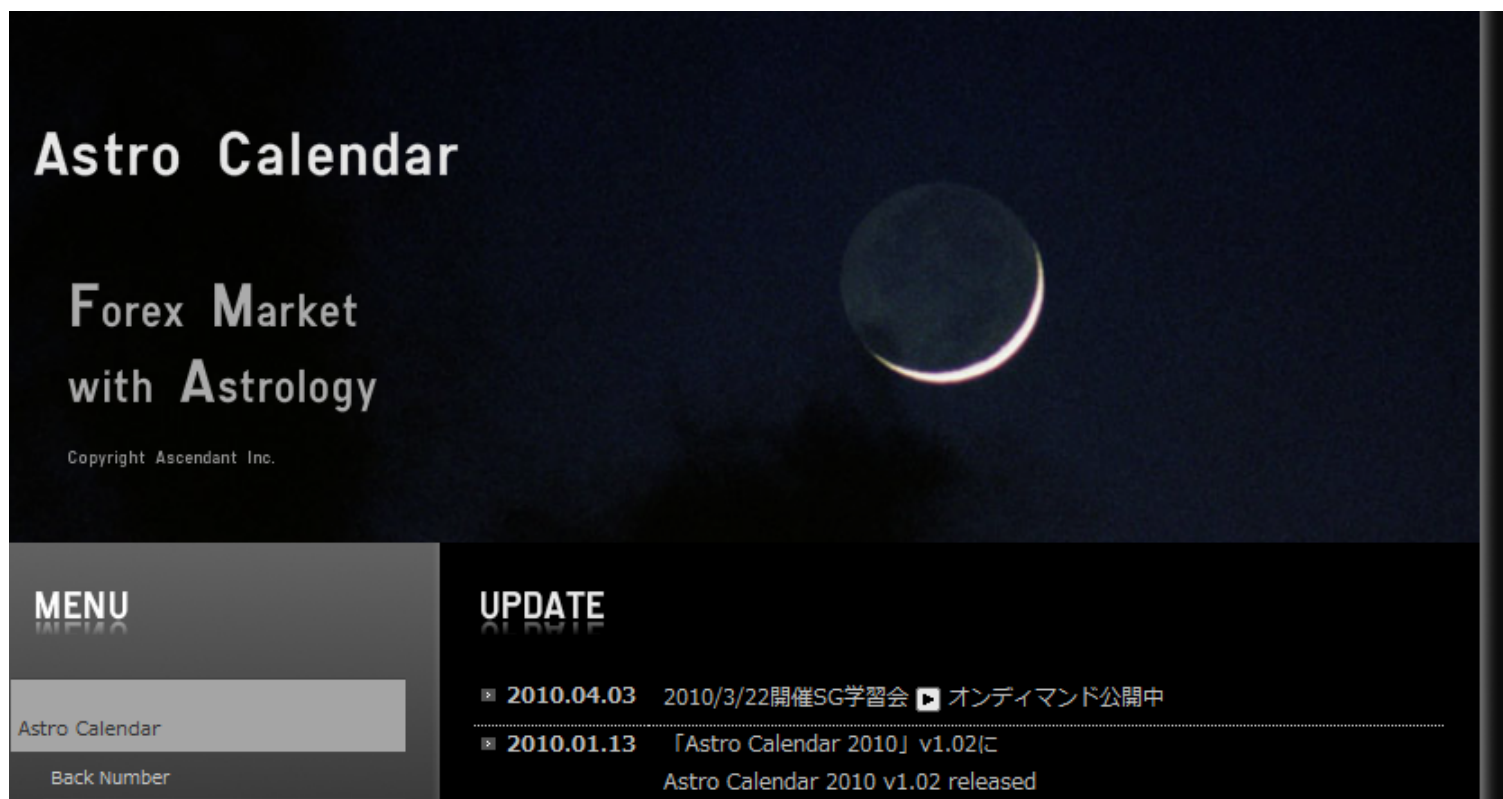 Astro Calendar
Forex Market
with Astrology
Copyright Ascendant Inc.
MENU
Astro Calendar
Back Number
UPDATE
2010.04.03 2010/3/22開催SG学習会 オンディマンド公開中
2010.01.13 「Astro Calendar 2010」v1.02に
Astro Calendar 2010 v1.02 released